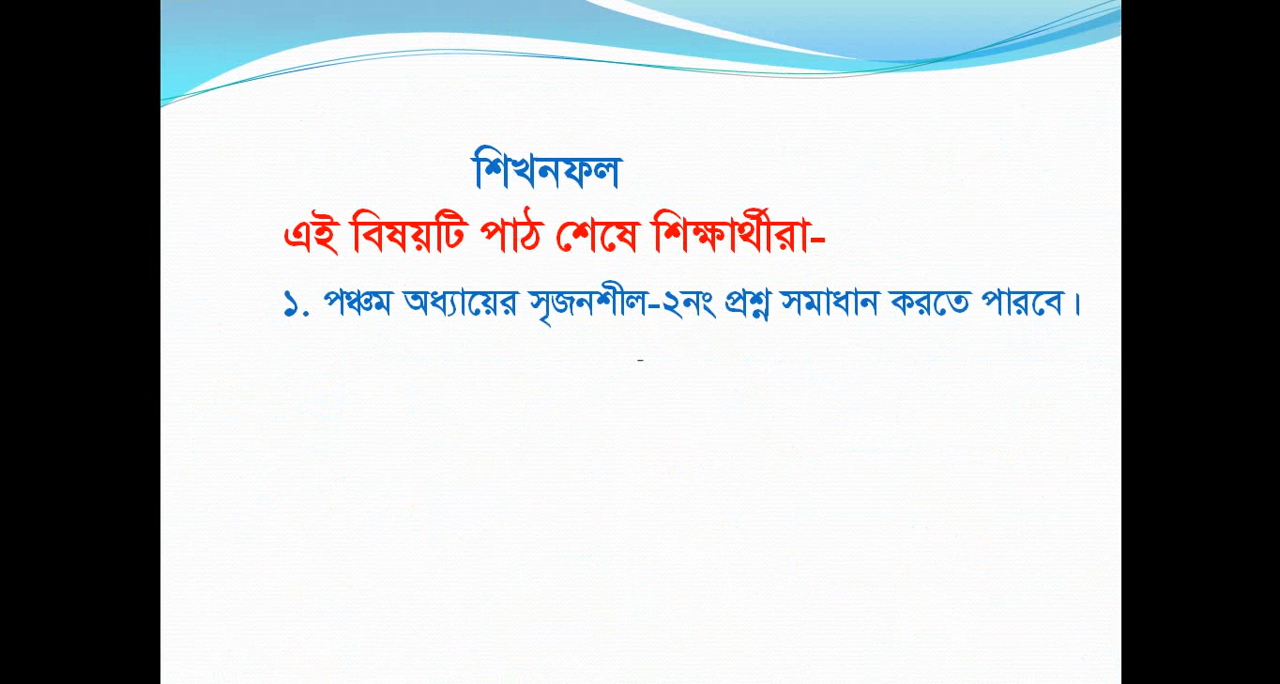 শিখনফল
এই বিষয়টি পাঠ শেষে শিক্ষার্থীরা-
১. পঞ্চম অধ্যায়ের সৃজনশীল-২নং প্রশ্ন সমাধান করতে পারবে।
-